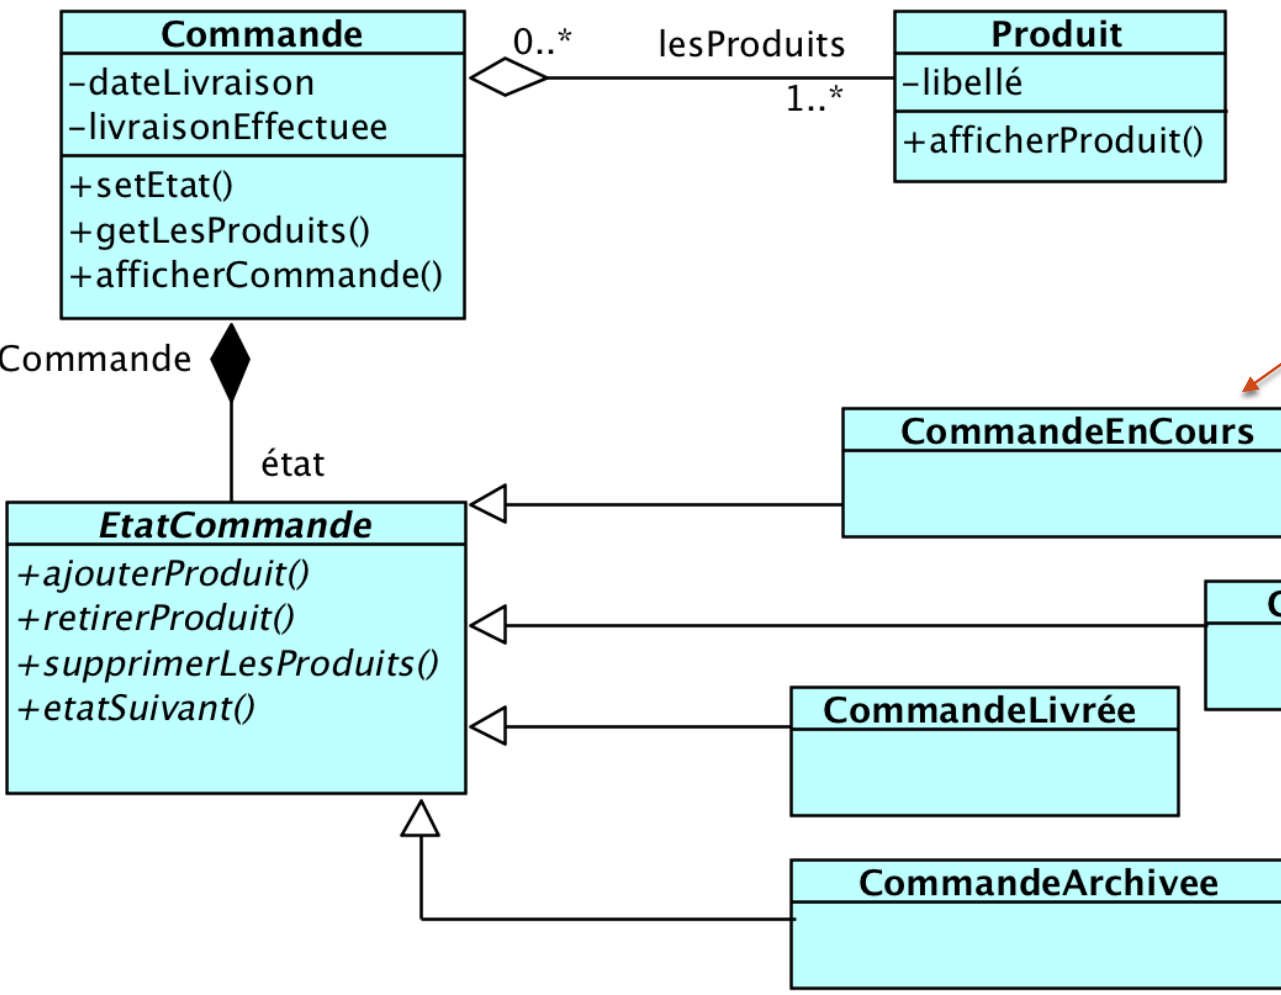 Commande
-dateLivraison
-livraisonEffectuee
+setEtat()
+getLesProduits()
+afficherCommande()
0..*
lesProduits
1..*
Produit
-libellé
+afficherProduit()
Commande
état
EtatCommande
+ajouterProduit()
+retirerProduit()
+supprimerLesProduits()
+etatSuivant()
CommandeEnCours
C
CommandeLivrée
CommandeArchivee